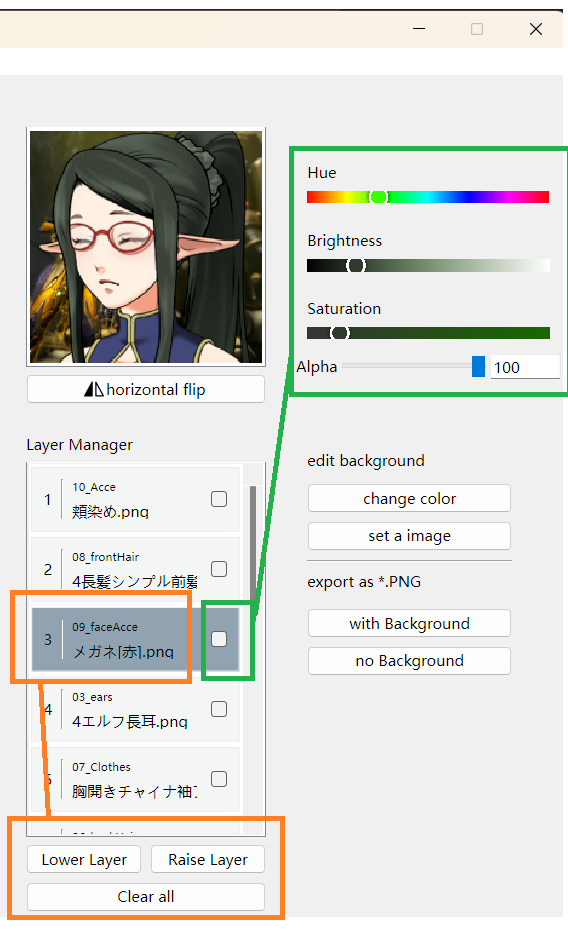 Hue
Brightness
Saturation
Alpha
100
horizontal flip
Layer Manager
1
10_Acce
頬染め.png
2
08_frontHair
4長髪シンプル前髪
3
09_faceAcce
メガネ[赤].png
4
03_ears
4エルフ長耳.png
5
07_Clothes
胸開きチャイナ袖
Lower Layer
Raise Layer
Clear all
edit background
change color
set a image
export as *.PNG
with Background
no Background